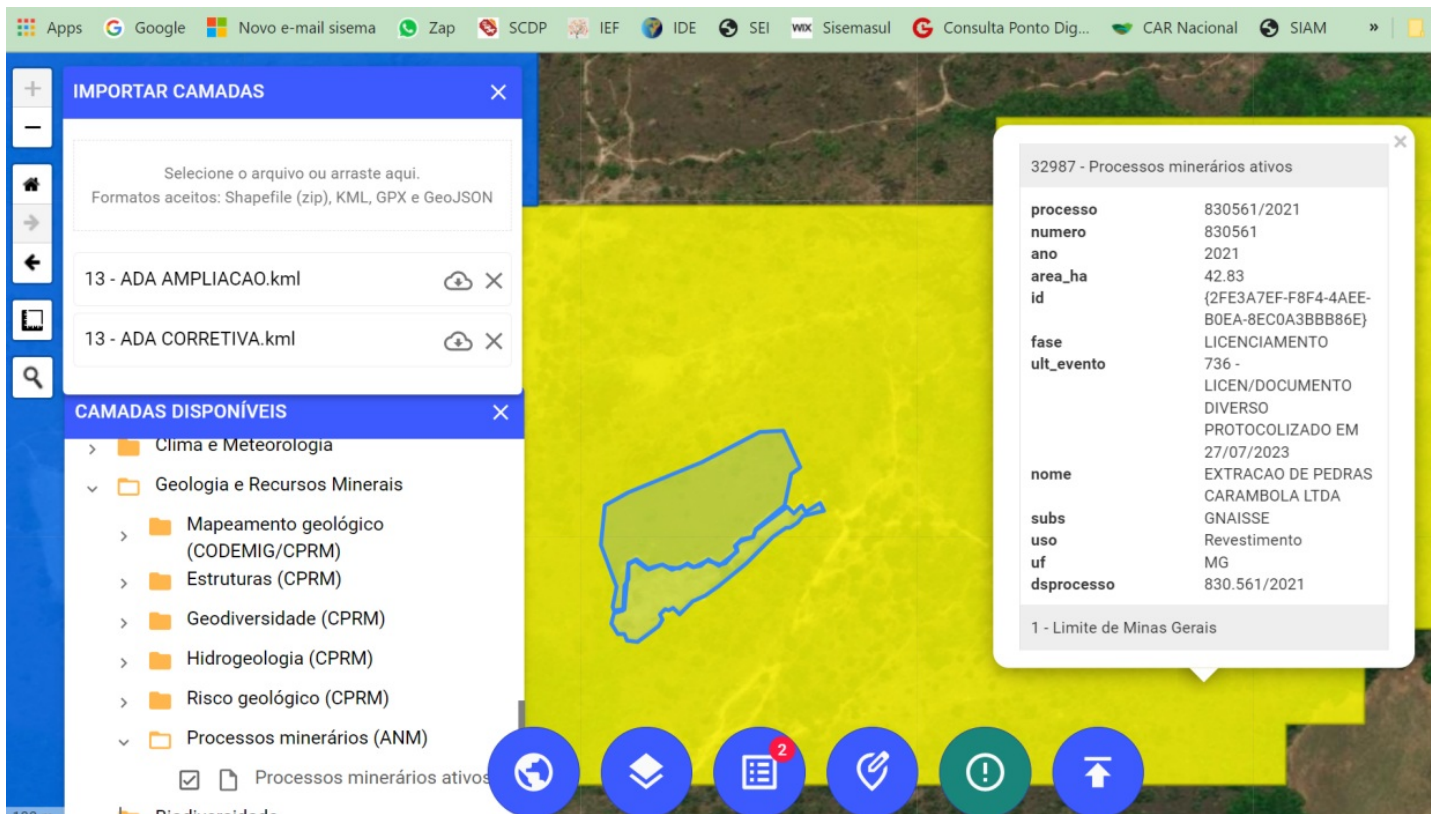 Apps Google Novo e-mail sisema Zap SCDP IEF IDE SEI WIX Sisemasul Consulta Ponto Dig... CAR Nacional SIAM »
IMPORTAR CAMADAS
Selecione o arquivo ou arraste aqui.
Formatos aceitos: Shapefile (zip), KML, GPX e GeoJSON
13 - ADA AMPLIACAO.kml
13 - ADA CORRETIVA.kml
CAMADAS DISPONÍVEIS
Clima e Meteorologia
Geologia e Recursos Minerais
Mapeamento geológico
(CODEMIG/CPRM)
Estruturas (CPRM)
Geodiversidade (CPRM)
Hidrogeologia (CPRM)
Risco geológico (CPRM)
Processos minerários (ANM)
Processos minerários ativos
Biodiversidade
32987 - Processos minerários ativos
processo 830561/2021
numero 830561
ano 2021
area_ha 42.83
id {2FE3A7EF-F8F4-4AEE-
B0EA-8EC0A3BBB86E}
fase LICENCIAMENTO
ult_evento 736 -
LICEN/DOCUMENTO
DIVERSO
PROTOCOLIZADO EM
27/07/2023
nome EXTRACAO DE PEDRAS
CARAMBOLA LTDA
subs GNAISSE
uso Revestimento
uf MG
dsprocesso 830.561/2021
1 - Limite de Minas Gerais
2